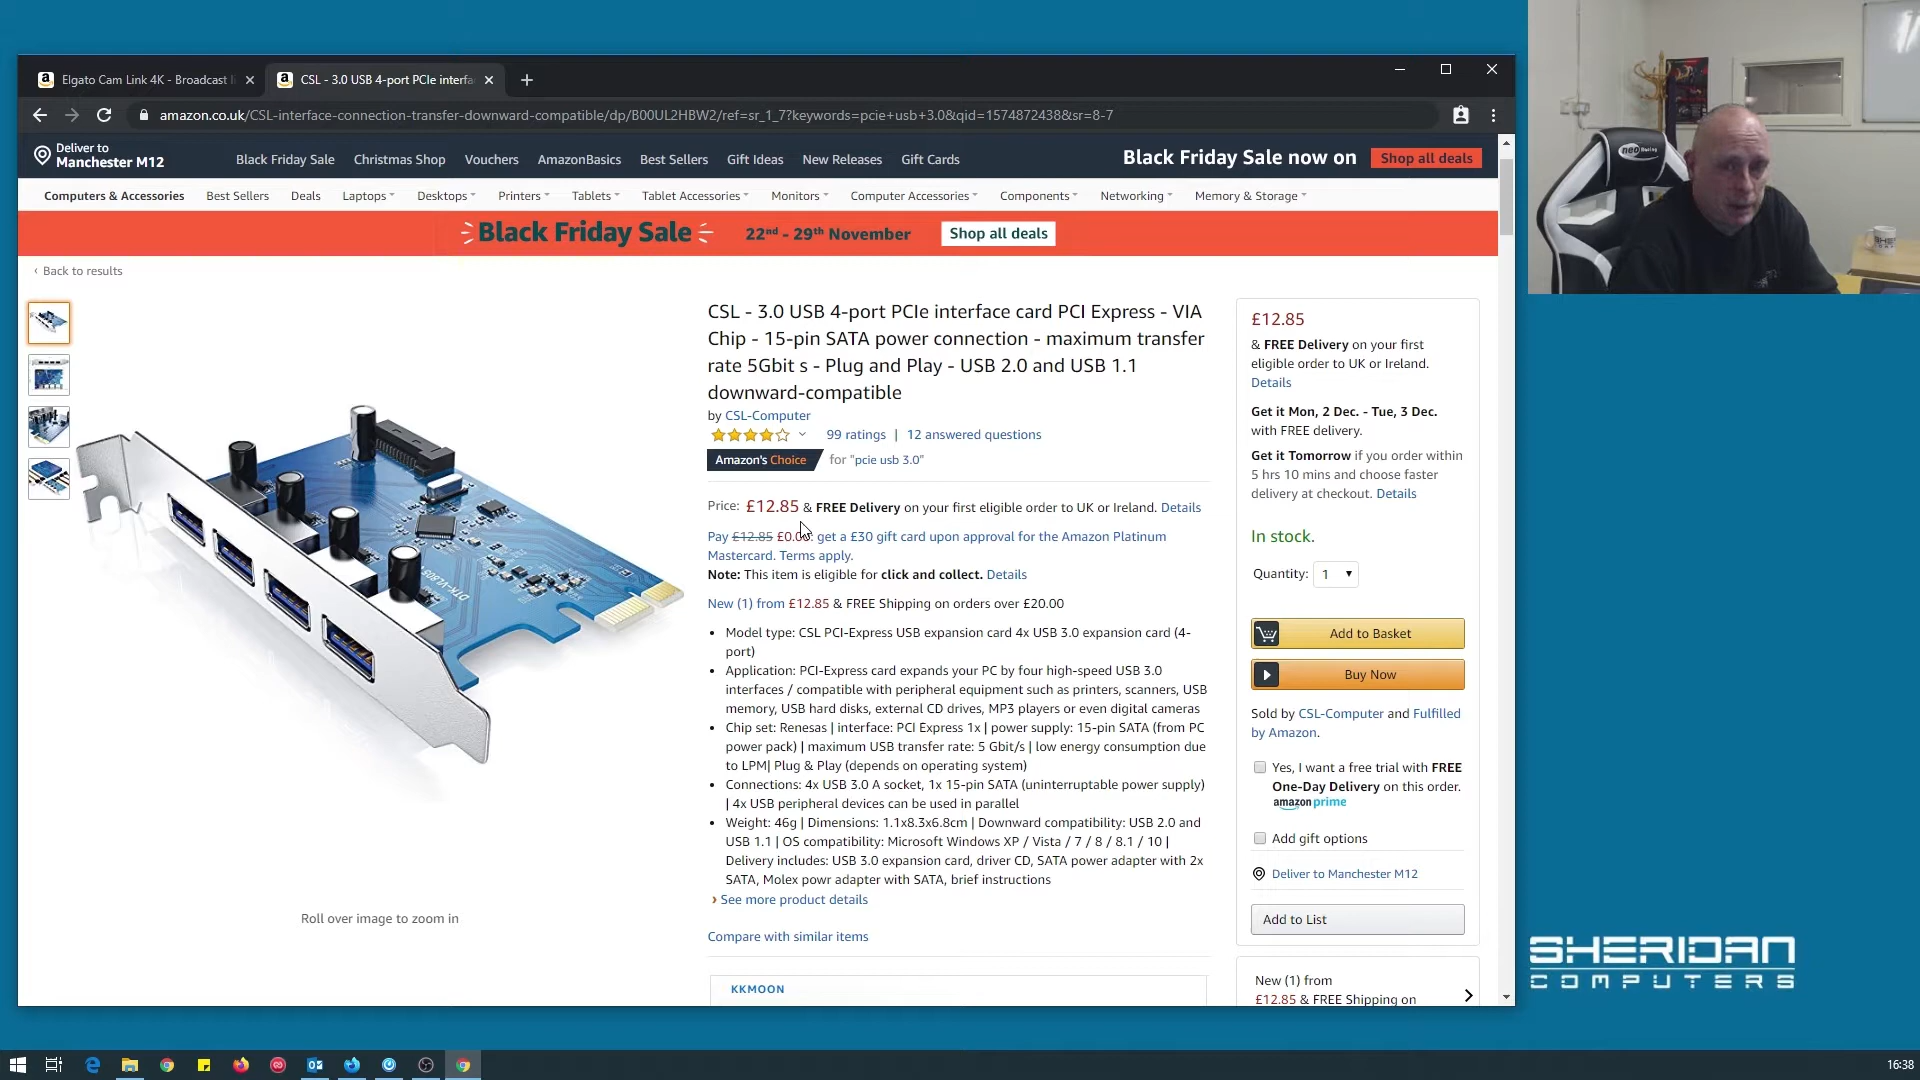 Elgato Cam Link 4K - Broadcast li
CSL - 3.0 USB 4-port PCIe interfa
amazon.co.uk/CSL-interface-connection-transfer-downward-compatible/dp/B00UL2HBW2/ref=sr_1_7?keywords=pcie+usb+3.0&qid=1574872438&sr=8-7
Deliver to
Manchester M12
Black Friday Sale
Christmas Shop
Vouchers
AmazonBasics
Best Sellers
Gift Ideas
New Releases
Gift Cards
Black Friday Sale now on
Shop all deals
Computers & Accessories
Best Sellers
Deals
Laptops
Desktops
Printers
Tablets
Tablet Accessories
Monitors
Computer Accessories
Components
Networking
Memory & Storage
Black Friday Sale
22nd - 29th November
Shop all deals
‹ Back to results
CSL - 3.0 USB 4-port PCIe interface card PCI Express - VIA
Chip - 15-pin SATA power connection - maximum transfer
rate 5Gbit s - Plug and Play - USB 2.0 and USB 1.1
downward-compatible
by CSL-Computer
99 ratings | 12 answered questions
Amazon's Choice for "pcie usb 3.0"
Price: £12.85 & FREE Delivery on your first eligible order to UK or Ireland. Details
Pay £12.85 get a £30 gift card upon approval for the Amazon Platinum
Mastercard. Terms apply.
Note: This item is eligible for click and collect. Details
New (1) from £12.85 & FREE Shipping on orders over £20.00
• Model type: CSL PCI-Express USB expansion card 4x USB 3.0 expansion card (4-
port)
• Application: PCI-Express card expands your PC by four high-speed USB 3.0
interfaces / compatible with peripheral equipment such as printers, scanners, USB
memory, USB hard disks, external CD drives, MP3 players or even digital cameras
• Chip set: Renesas | interface: PCI Express 1x | power supply: 15-pin SATA (from PC
power pack) | maximum USB transfer rate: 5 Gbit/s | low energy consumption due
to LPM| Plug & Play (depends on operating system)
• Connections: 4x USB 3.0 A socket, 1x 15-pin SATA (uninterruptable power supply)
| 4x USB peripheral devices can be used in parallel
• Weight: 46g | Dimensions: 1.1x8.3x6.8cm | Downward compatibility: USB 2.0 and
USB 1.1 | OS compatibility: Microsoft Windows XP / Vista / 7 / 8 / 8.1 / 10 |
Delivery includes: USB 3.0 expansion card, driver CD, SATA power adapter with 2x
SATA, Molex powr adapter with SATA, brief instructions
› See more product details
Compare with similar items
KKMOON
Roll over image to zoom in
£12.85
& FREE Delivery on your first
eligible order to UK or Ireland.
Details
Get it Mon, 2 Dec. - Tue, 3 Dec.
with FREE delivery.
Get it Tomorrow if you order within
5 hrs 10 mins and choose faster
delivery at checkout. Details
In stock.
Quantity: 1
Add to Basket
Buy Now
Sold by CSL-Computer and Fulfilled
by Amazon.
Yes, I want a free trial with FREE
One-Day Delivery on this order.
amazon prime
Add gift options
Deliver to Manchester M12
Add to List
New (1) from
£12.85 & FREE Shipping on
neo
SHERIDAN
COMPUTERS
16:38